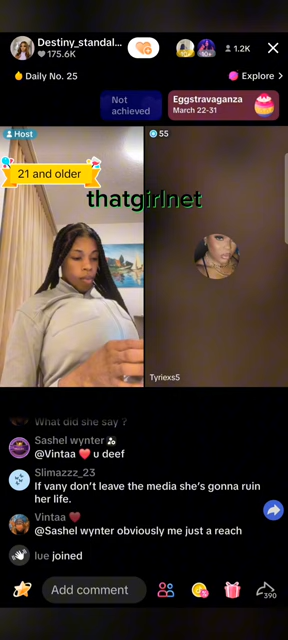 Destiny_standal...
175.6K
1.2K
Daily No. 25
Explore >
Not
achieved
Eggstravaganza
March 22-31
Host
55
21 and older
thatgirlnet
Tyriexs5
What did she say ?
Sashel wynter
@Vintaa ❤️ u deef
Slimazzz_23
If vany don't leave the media she's gonna ruin
her life.
Vintaa ❤️
@Sashel wynter obviously me just a reach
lue joined
Add comment
390